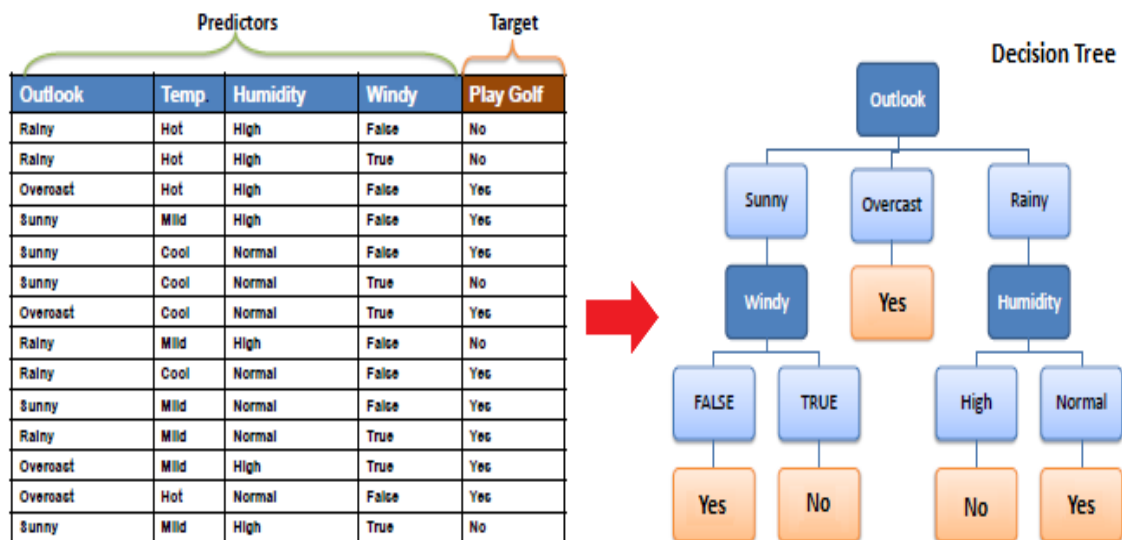 Predictors Target
Outlook Temp. Humidity Windy Play Golf
Rainy Hot High False No
Rainy Hot High True No
Overcast Hot High False Yes
Sunny Mild High False Yes
Sunny Cool Normal False Yes
Sunny Cool Normal True No
Overcast Cool Normal True Yes
Rainy Mild High False No
Rainy Cool Normal False Yes
Sunny Mild Normal False Yes
Rainy Mild Normal True Yes
Overcast Mild High True Yes
Overcast Hot Normal False Yes
Sunny Mild High True No
Decision Tree
Outlook
Sunny Overcast Rainy
Windy Yes Humidity
FALSE TRUE High Normal
Yes No No Yes